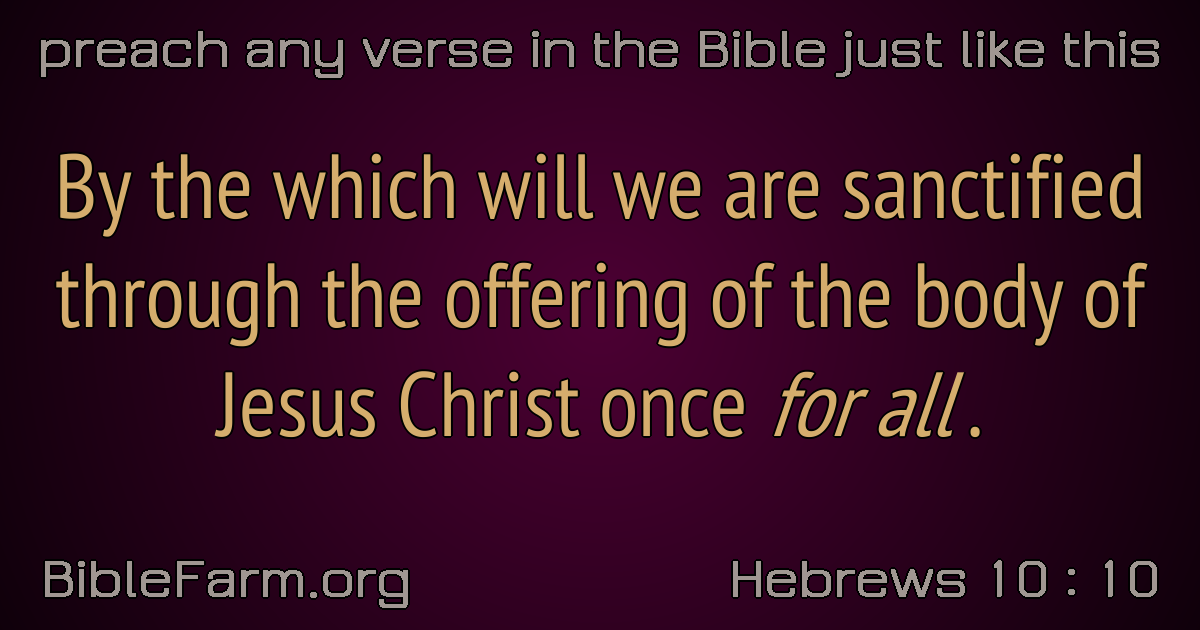 preach any verse in the Bible just like this
By the which will we are sanctified
through the offering of the body of
Jesus Christ once for all .
BibleFarm.org
Hebrews 10 : 10